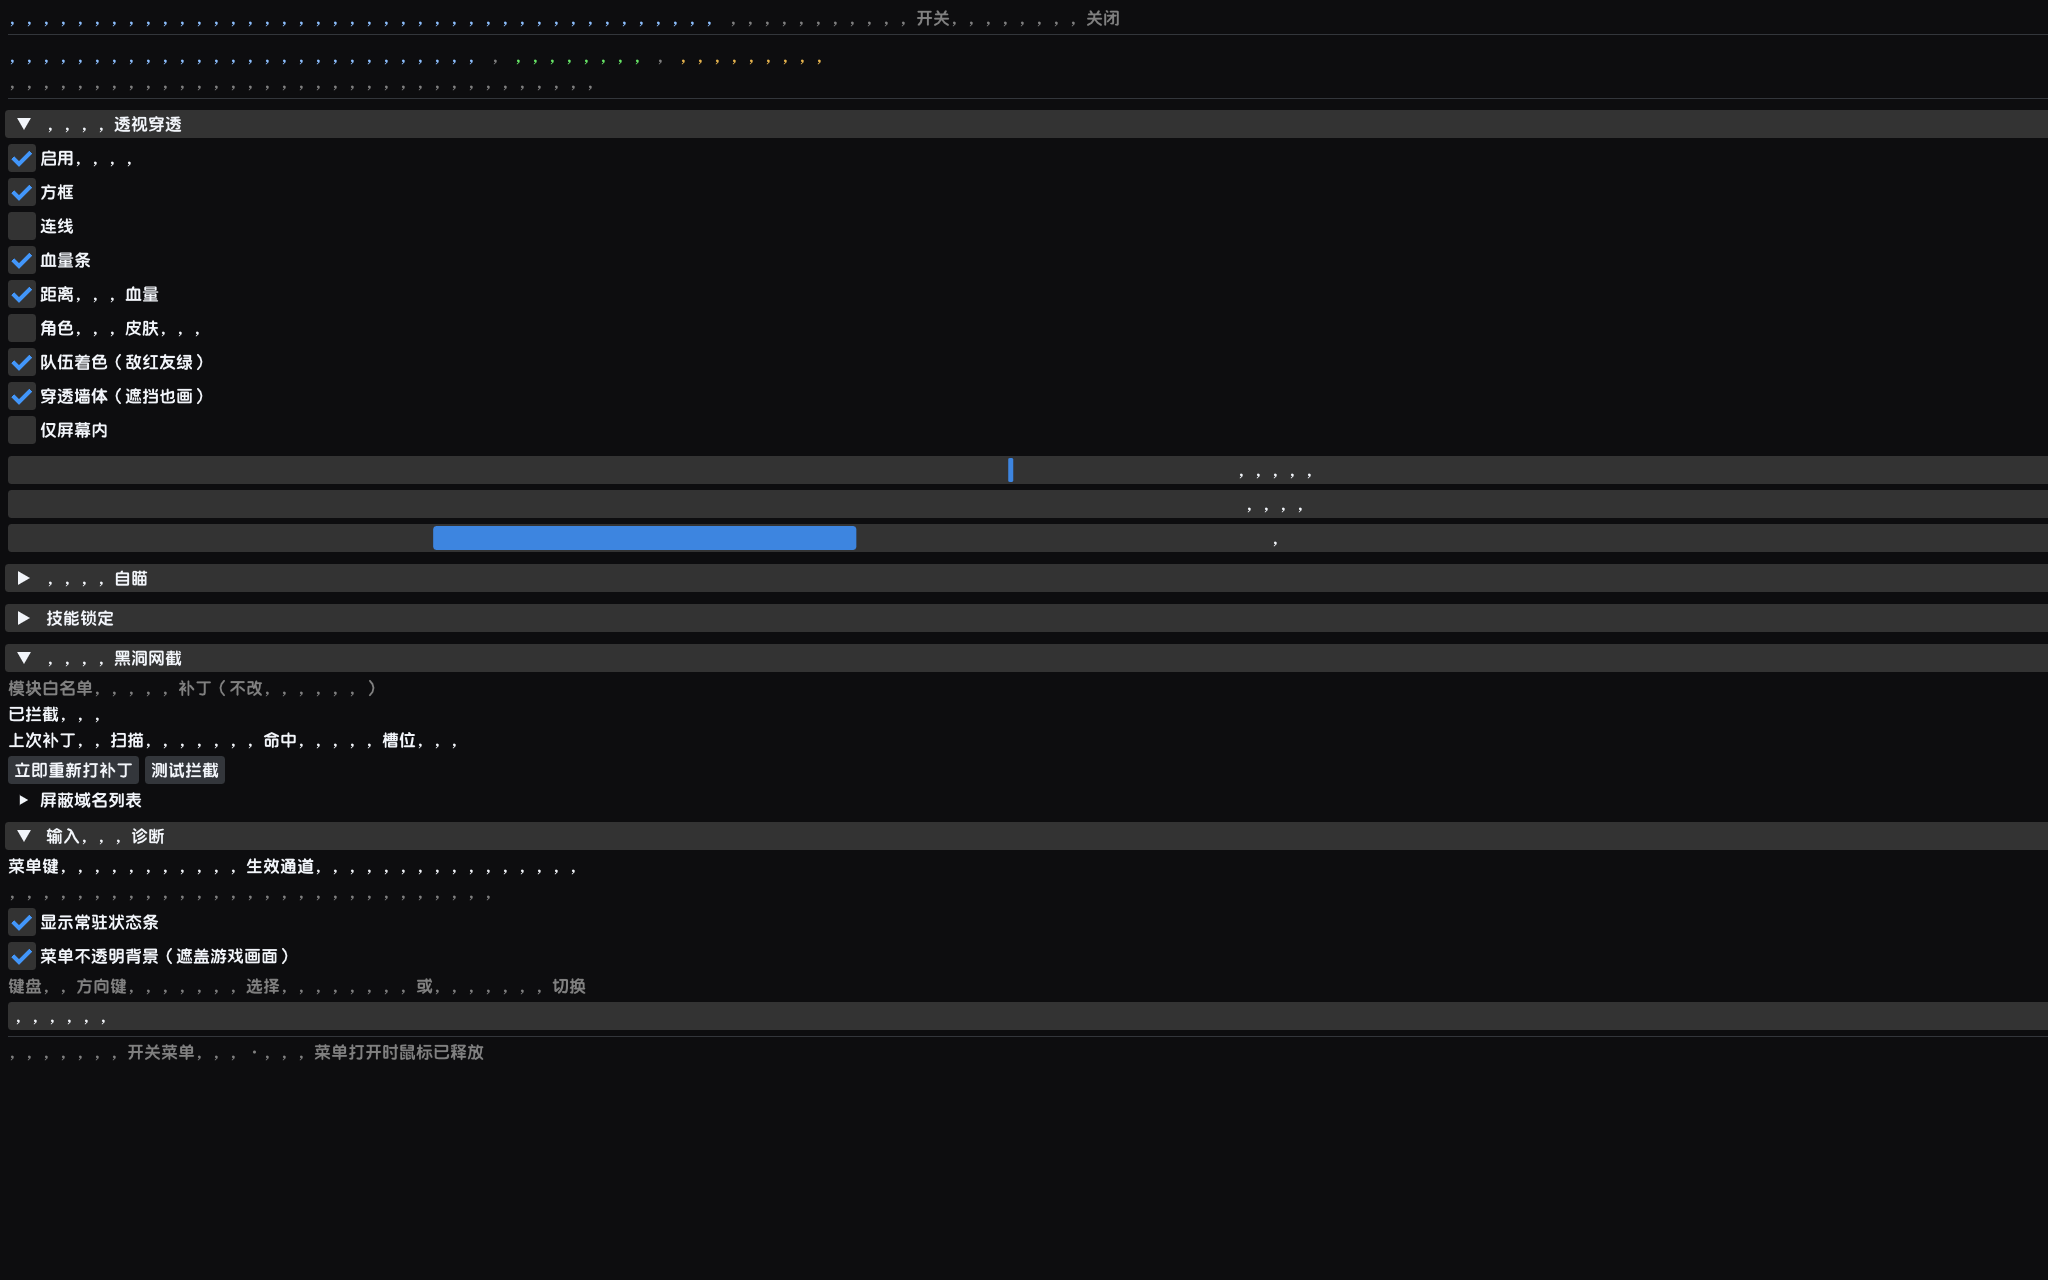 ，，，，，，，，，，，，，，，，，，，，，，，，，，，，，，，，，，，，，，，，，， ，，，，，，，，，，，开关，，，，，，，，关闭
，，，，，，，，，，，，，，，，，，，，，，，，，，，， ， ，，，，，，，， ， ，，，，，，，，，
，，，，，，，，，，，，，，，，，，，，，，，，，，，，，，，，，，，
，，，，透视穿透
启用，，，，
方框
连线
血量条
距离，，，血量
角色，，，皮肤，，，
队伍着色（敌红友绿）
穿透墙体（遮挡也画）
仅屏幕内
，，，，，
，，，，
，
，，，，自瞄
技能锁定
，，，，黑洞网截
模块白名单，，，，，补丁（不改，，，，，，）
已拦截，，，
上次补丁，，扫描，，，，，，，命中，，，，，槽位，，，
立即重新打补丁 测试拦截
屏蔽域名列表
输入，，，诊断
菜单键，，，，，，，，，，，生效通道，，，，，，，，，，，，，，，，
，，，，，，，，，，，，，，，，，，，，，，，，，，，，，
显示常驻状态条
菜单不透明背景（遮盖游戏画面）
键盘，，方向键，，，，，，，选择，，，，，，，，或，，，，，，，切换
，，，，，，
，，，，，，，开关菜单，，，·，，，菜单打开时鼠标已释放